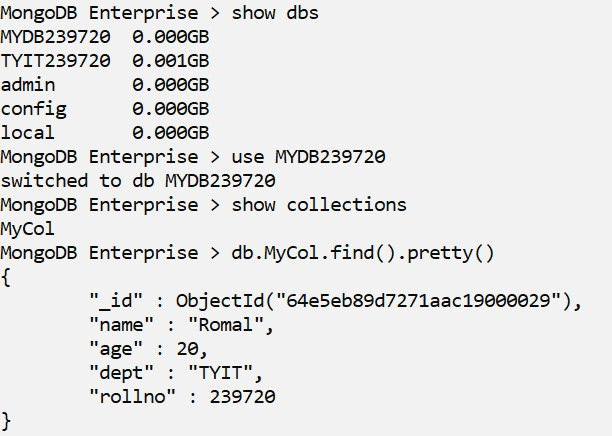 MongoDB Enterprise > show dbs
MYDB239720  0.000GB
TYIT239720  0.001GB
admin       0.000GB
config      0.000GB
local       0.000GB
MongoDB Enterprise > use MYDB239720
switched to db MYDB239720
MongoDB Enterprise > show collections
MyCol
MongoDB Enterprise > db.MyCol.find().pretty()
{
        "_id" : ObjectId("64e5eb89d7271aac19000029"),
        "name" : "Romal",
        "age" : 20,
        "dept" : "TYIT",
        "rollno" : 239720
}